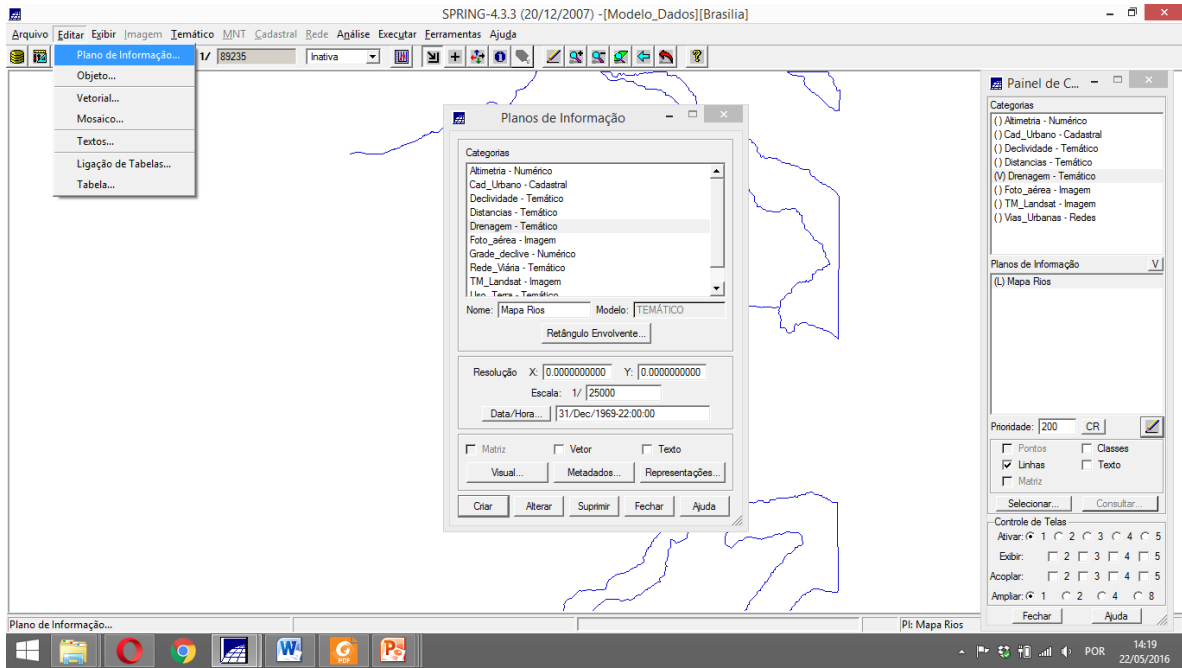 SPRING-4.3.3 (20/12/2007) -[Modelo_Dados][Brasilia]
Arquivo Editar Exibir Imagem Temático MNT Cadastral Rede Análise Executar Ferramentas Ajuda
1/ 89235 Inativa
Plano de Informação...
Objeto...
Vetorial...
Mosaico...
Textos...
Ligação de Tabelas...
Tabela...
Planos de Informação
Categorias
Altimetria - Numérico
Cad_Urbano - Cadastral
Declividade - Temático
Distancias - Temático
Drenagem - Temático
Foto_aérea - Imagem
Grade_declive - Numérico
Rede_Viária - Temático
TM_Landsat - Imagem
Uso_Terra - Temático
Nome: Mapa Rios Modelo: TEMÁTICO
Retângulo Envolvente...
Resolução X: 0.0000000000 Y: 0.0000000000
Escala: 1/ 25000
Data/Hora... 31/Dec/1969-22:00:00
Matriz Vetor Texto
Visual... Metadados... Representações...
Criar Alterar Suprimir Fechar Ajuda
Painel de C...
Categorias
( ) Altimetria - Numérico
( ) Cad_Urbano - Cadastral
( ) Declividade - Temático
( ) Distancias - Temático
(V) Drenagem - Temático
( ) Foto_aérea - Imagem
( ) TM_Landsat - Imagem
( ) Vias_Urbanas - Redes
Planos de Informação V
(L) Mapa Rios
Prioridade: 200 CR
Pontos Classes
Linhas Texto
Matriz
Selecionar... Consultar...
Controle de Telas
Ativar: 1 2 3 4 5
Exibir: 2 3 4 5
Acoplar: 2 3 4 5
Ampliar: 1 2 4 8
Fechar Ajuda
Plano de Informação... PI: Mapa Rios
POR
14:19
22/05/2016